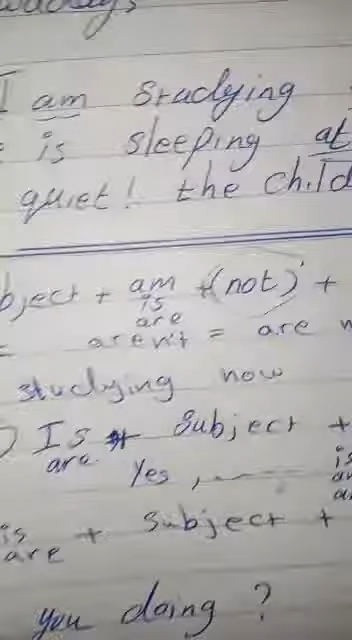 I am studying
is sleeping at
quiet! the child
bject + am + (not) +
is
are
= aren't = are n
studying now
) Is + Subject +
are
Yes, is
is + Subject +
are
you doing ?